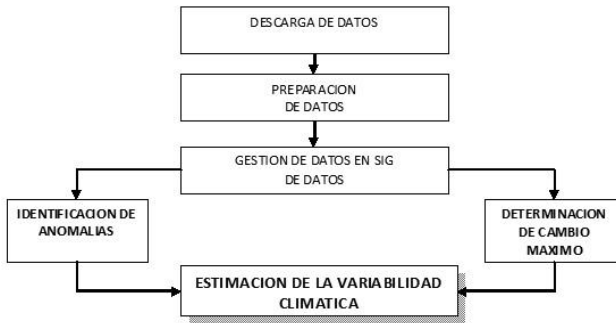 DESCARGA DE DATOS
PREPARACION
DE DATOS
GESTION DE DATOS EN SIG
DE DATOS
IDENTIFICACION DE
ANOMALIAS
DETERMINACION
DE CAMBIO
MAXIMO
ESTIMACION DE LA VARIABILIDAD
CLIMATICA